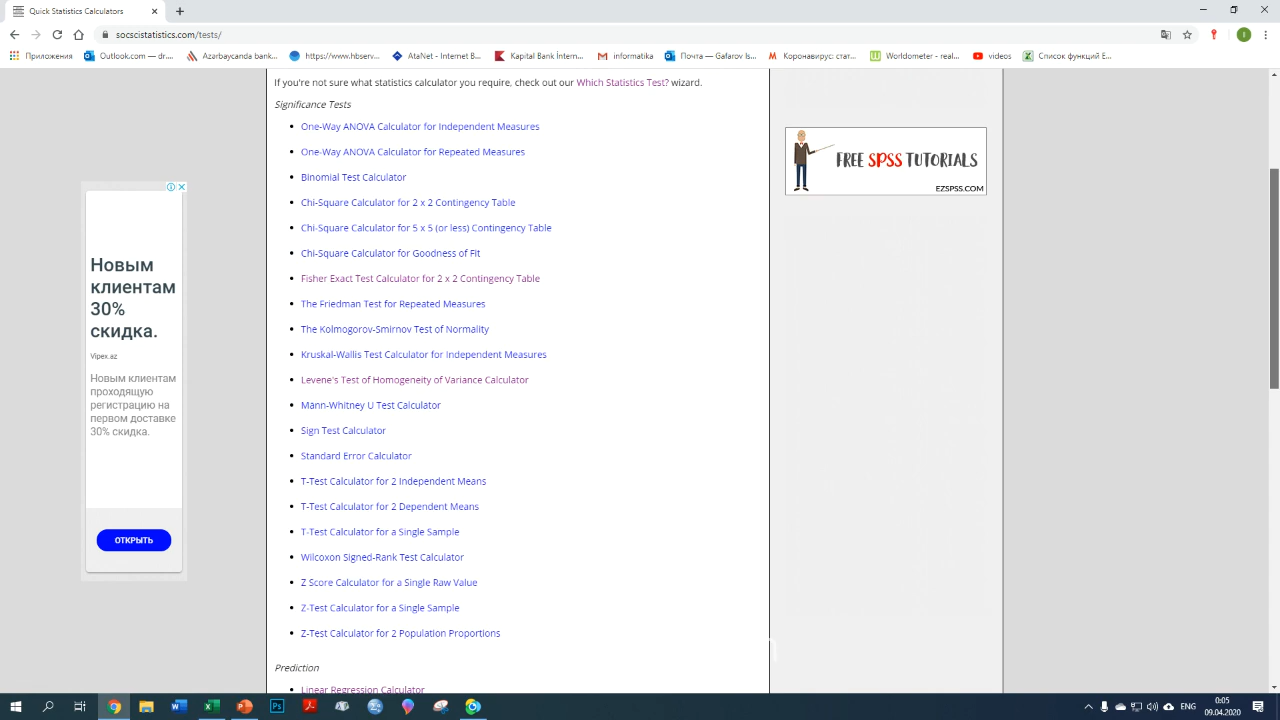 Quick Statistics Calculators
socscistatistics.com/tests/
Приложения
Outlook.com — dr...
Azərbaycanda bank...
https://www.hbserv...
AtaNet - Internet B...
Kapital Bank İntern...
informatika
Почта — Gafarov Is...
Коронавирус: стат...
Worldometer - real...
videos
Список функций E...
If you're not sure what statistics calculator you require, check out our Which Statistics Test? wizard.
Significance Tests
One-Way ANOVA Calculator for Independent Measures
One-Way ANOVA Calculator for Repeated Measures
Binomial Test Calculator
Chi-Square Calculator for 2 x 2 Contingency Table
Chi-Square Calculator for 5 x 5 (or less) Contingency Table
Chi-Square Calculator for Goodness of Fit
Fisher Exact Test Calculator for 2 x 2 Contingency Table
The Friedman Test for Repeated Measures
The Kolmogorov-Smirnov Test of Normality
Kruskal-Wallis Test Calculator for Independent Measures
Levene's Test of Homogeneity of Variance Calculator
Mann-Whitney U Test Calculator
Sign Test Calculator
Standard Error Calculator
T-Test Calculator for 2 Independent Means
T-Test Calculator for 2 Dependent Means
T-Test Calculator for a Single Sample
Wilcoxon Signed-Rank Test Calculator
Z Score Calculator for a Single Raw Value
Z-Test Calculator for a Single Sample
Z-Test Calculator for 2 Population Proportions
Prediction
Linear Regression Calculator
Новым
клиентам
30%
скидка.
Vipex.az
Новым клиентам
проходящую
регистрацию на
первом доставке
30% скидка.
ОТКРЫТЬ
FREE SPSS TUTORIALS
EZSPSS.COM
ENG
0:05
09.04.2020